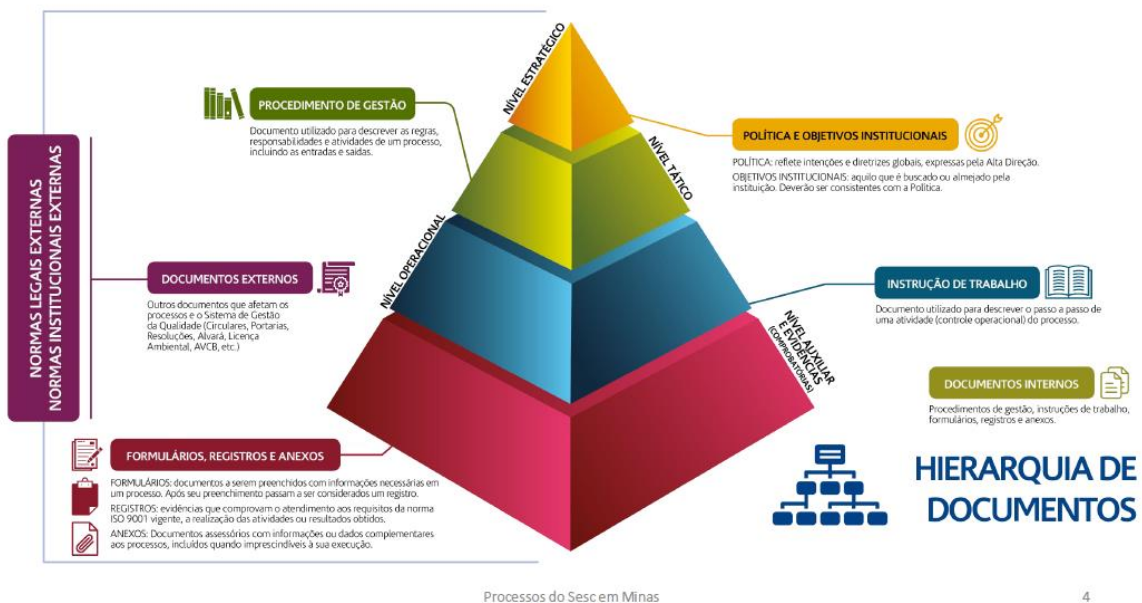 NÍVEL ESTRATÉGICO
PROCEDIMENTO DE GESTÃO
Documento utilizado para descrever as regras,
responsabilidades e atividades de um processo,
incluindo as entradas e saídas.
POLÍTICA E OBJETIVOS INSTITUCIONAIS
POLÍTICA: reflete intenções e diretrizes globais, expressas pela Alta Direção.
OBJETIVOS INSTITUCIONAIS: aquilo que é buscado ou almejado pela
instituição. Deverão ser consistentes com a Política.
NÍVEL TÁTICO
NORMAS LEGAIS EXTERNAS
NORMAS INSTITUCIONAIS EXTERNAS
NÍVEL OPERACIONAL
DOCUMENTOS EXTERNOS
Outros documentos que afetam os
processos e o Sistema de Gestão
da Qualidade (Circulares, Portarias,
Resoluções, Alvará, Licença
Ambiental, AVCB, etc.)
INSTRUÇÃO DE TRABALHO
Documento utilizado para descrever o passo a passo de
uma atividade (controle operacional) do processo.
NÍVEL AUXILIAR
E EVIDÊNCIAS
(COMPROBATÓRIAS)
DOCUMENTOS INTERNOS
Procedimentos de gestão, instruções de trabalho,
formulários, registros e anexos.
FORMULÁRIOS, REGISTROS E ANEXOS
FORMULÁRIOS: documentos a serem preenchidos com informações necessárias em
um processo. Após seu preenchimento passam a ser considerados um registro.
REGISTROS: evidências que comprovam o atendimento aos requisitos da norma
ISO 9001 vigente, a realização das atividades ou resultados obtidos.
ANEXOS: Documentos assessórios com informações ou dados complementares
aos processos, incluídos quando imprescindíveis à sua execução.
HIERARQUIA DE
DOCUMENTOS
Processos do Sesc em Minas
4